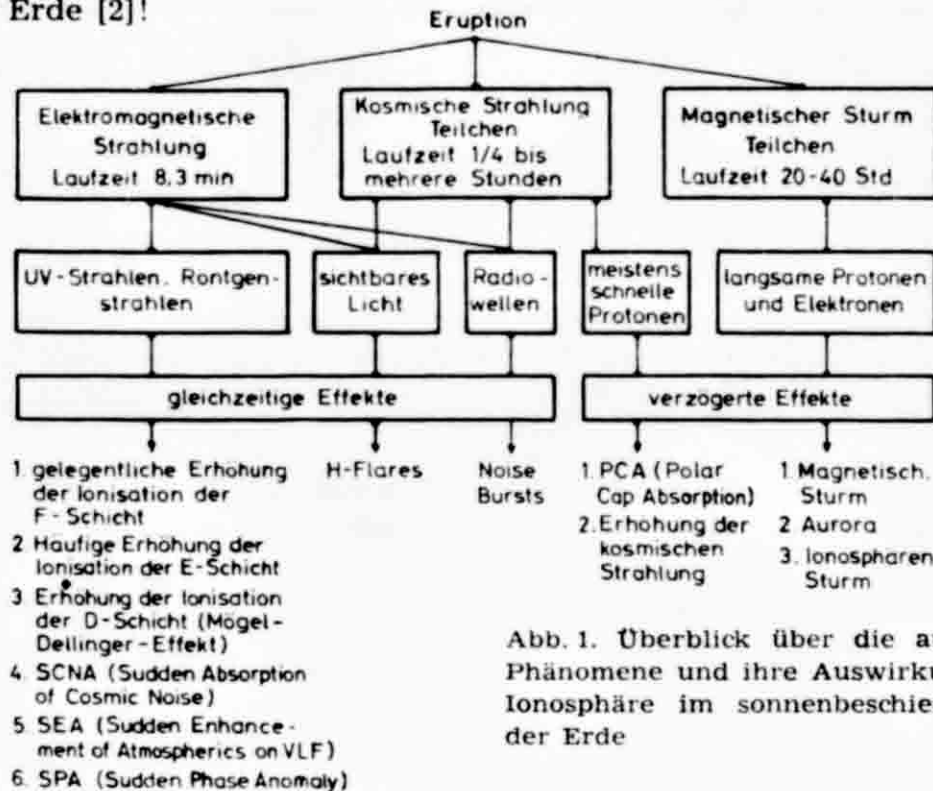 Erde [2]!
Eruption
Elektromagnetische
Strahlung
Laufzeit 8,3 min
Kosmische Strahlung
Teilchen
Laufzeit 1/4 bis
mehrere Stunden
Magnetischer Sturm
Teilchen
Laufzeit 20-40 Std
UV-Strahlen. Rontgen-
strahlen
sichtbares
Licht
Radio-
wellen
meistens
schnelle
Protonen
langsame Protonen
und Elektronen
gleichzeitige Effekte
verzögerte Effekte
1. gelegentliche Erhöhung
der Ionisation der
F-Schicht
2 Häufige Erhöhung der
Ionisation der E-Schicht
3 Erhöhung der Ionisation
der D-Schicht (Mögel-
Dellinger-Effekt)
4. SCNA (Sudden Absorption
of Cosmic Noise)
5 SEA (Sudden Enhance-
ment of Atmospherics on VLF)
6. SPA (Sudden Phase Anomaly)
H-Flares
Noise
Bursts
1. PCA (Polar
Cap Absorption)
2. Erhöhung der
kosmischen
Strahlung
1. Magnetisch.
Sturm
2 Aurora
3. Ionospharen
Sturm
Abb. 1. Überblick über die
Phänomene und ihre
Ionosphäre im
der Erde